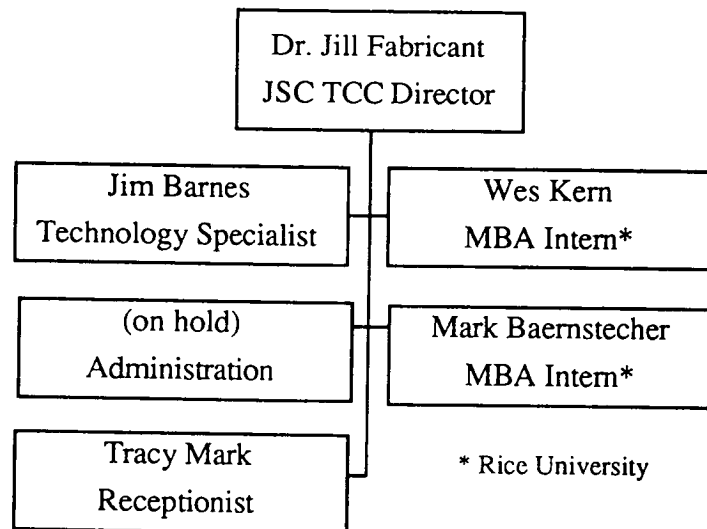 Dr. Jill Fabricant
JSC TCC Director
Jim Barnes
Technology Specialist
Wes Kern
MBA Intern*
(on hold)
Administration
Mark Baernstecher
MBA Intern*
Tracy Mark
Receptionist
* Rice University